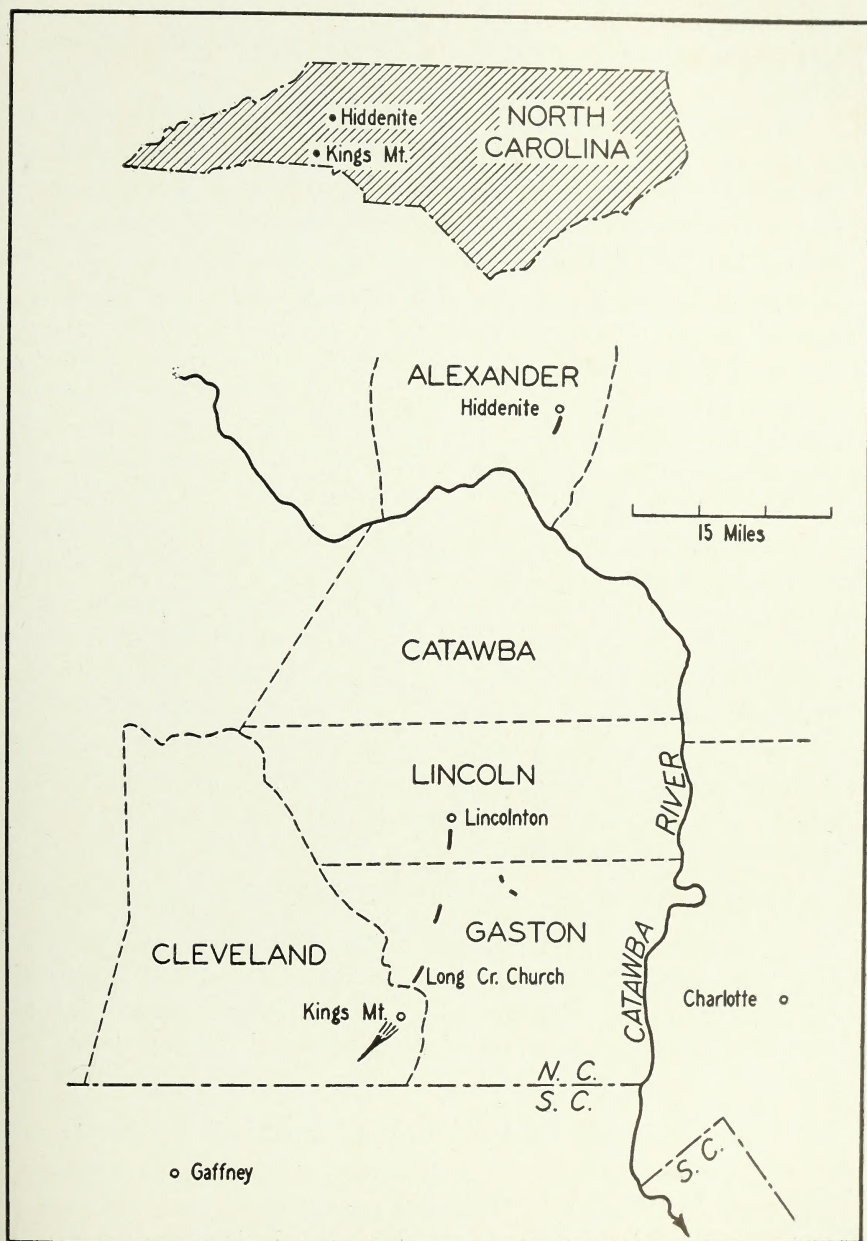 Hiddenite
Kings Mt.
NORTH
CAROLINA
ALEXANDER
Hiddenite
15 Miles
CATAWBA
LINCOLN
Lincolnton
RIVER
CATAWBA
GASTON
CLEVELAND
Long Cr. Church
Kings Mt.
Charlotte
N. C.
S. C.
S. C.
Gaffney